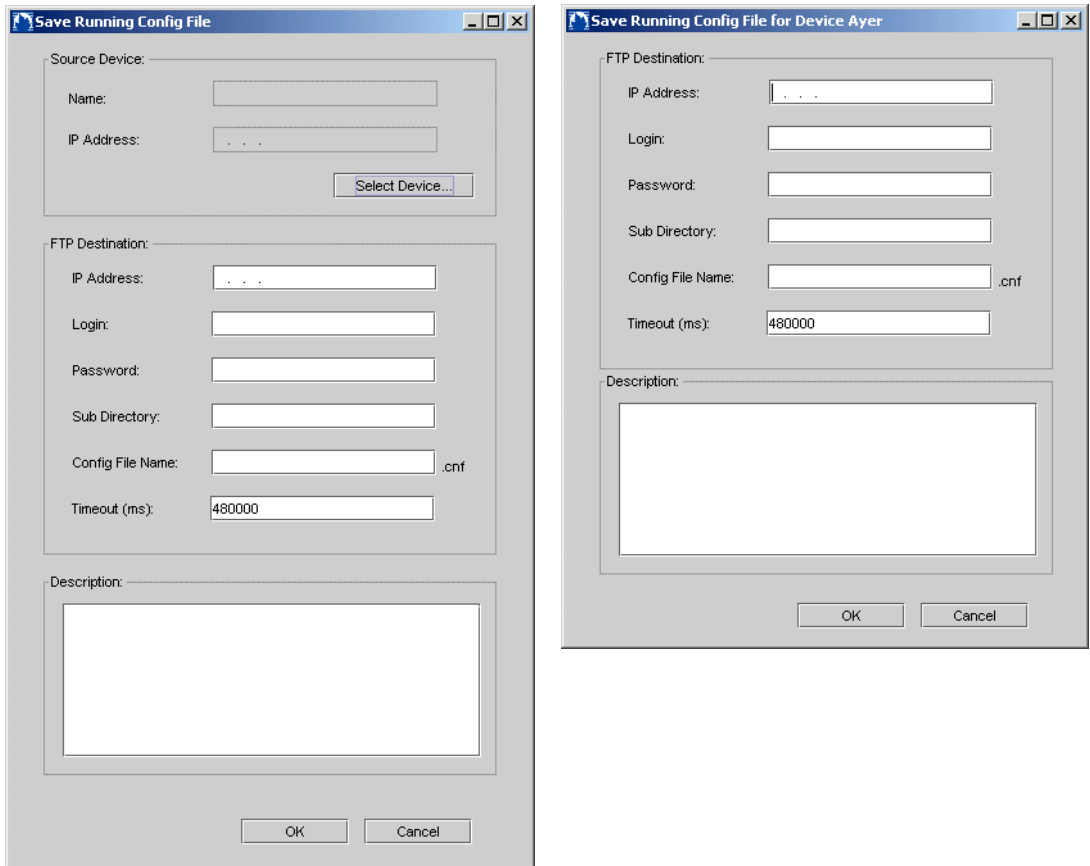 Save Running Config File
Source Device:
Name:
IP Address: . . .
Select Device...
FTP Destination:
IP Address: . . .
Login:
Password:
Sub Directory:
Config File Name: .cnf
Timeout (ms): 480000
Description:
OK Cancel
Save Running Config File for Device Ayer
FTP Destination:
IP Address: . . .
Login:
Password:
Sub Directory:
Config File Name: .cnf
Timeout (ms): 480000
Description:
OK Cancel